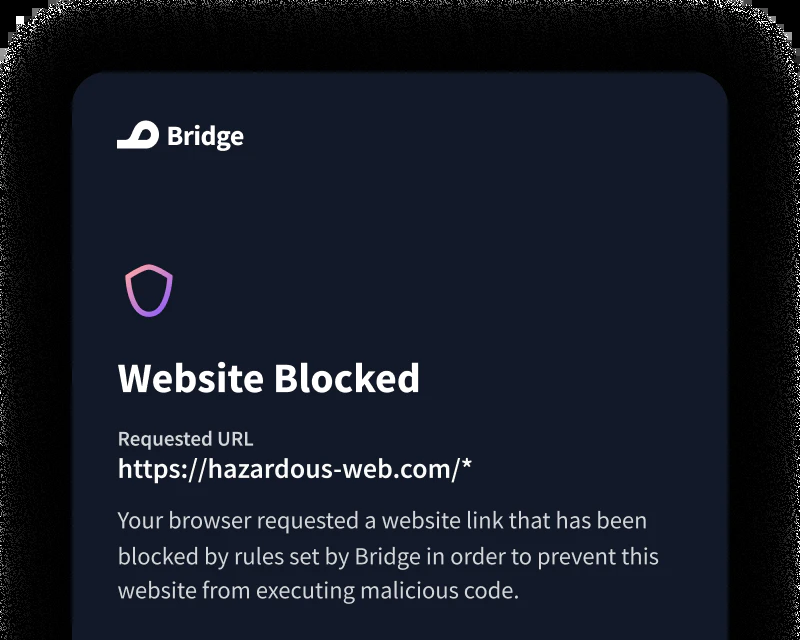 Bridge
Website Blocked
Requested URL
https://hazardous-web.com/*
Your browser requested a website link that has been
blocked by rules set by Bridge in order to prevent this
website from executing malicious code.